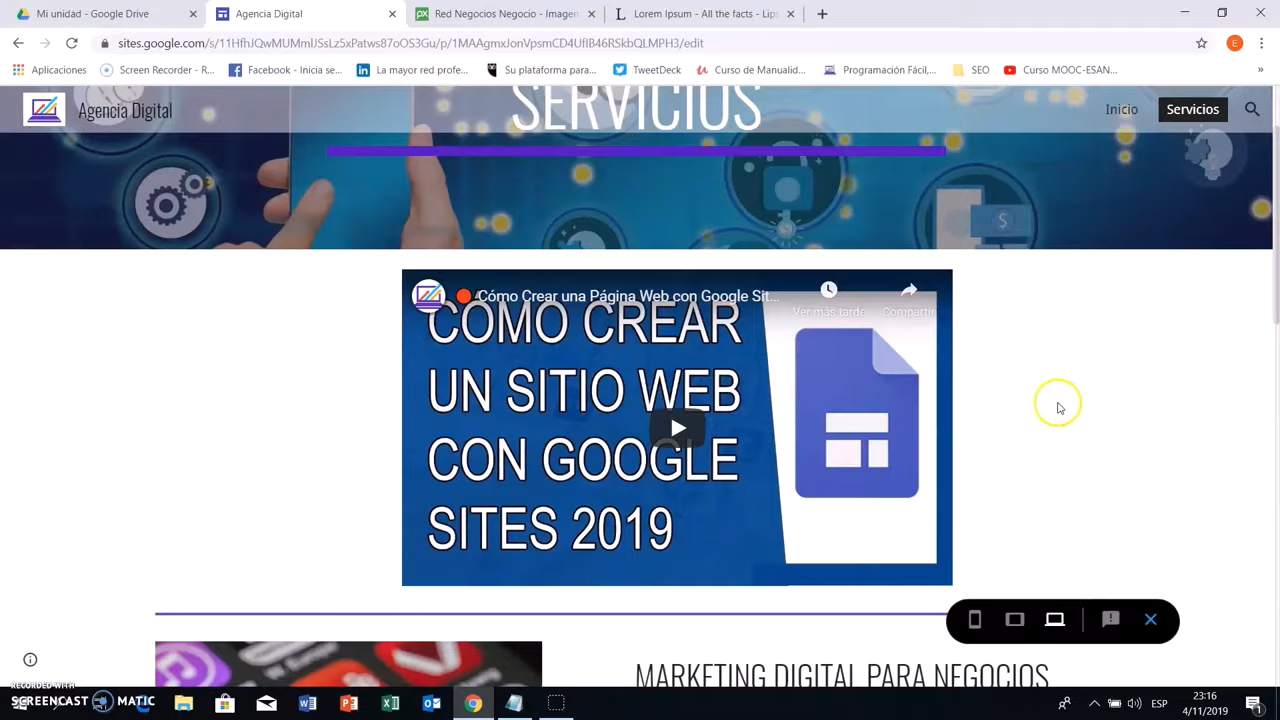 Mi unidad - Google Drive
Agencia Digital
Red Negocios Negocio - Imagen
Lorem Ipsum - All the facts - Lips
sites.google.com/s/11HfhJQwMUMmlJSsLz5xPatws87oOS3Gu/p/1MAAgmxJonVpsmCD4UflB46RSkbQLMPH3/edit
E
Aplicaciones
Screen Recorder - R...
Facebook - Inicia se...
La mayor red profe...
Su plataforma para...
TweetDeck
Curso de Manualid...
Programación Fácil,...
SEO
Curso MOOC-ESAN...
»
SERVICIOS
Agencia Digital
Inicio
Servicios
Cómo Crear una Página Web con Google Sit...
Ver más tarde
Compartir
CÓMO CREAR
UN SITIO WEB
CON GOOGLE
SITES 2019
MARKETING DIGITAL PARA NEGOCIOS
RECORDED WITH
SCREENCAST MATIC
ESP
23:16
4/11/2019
1